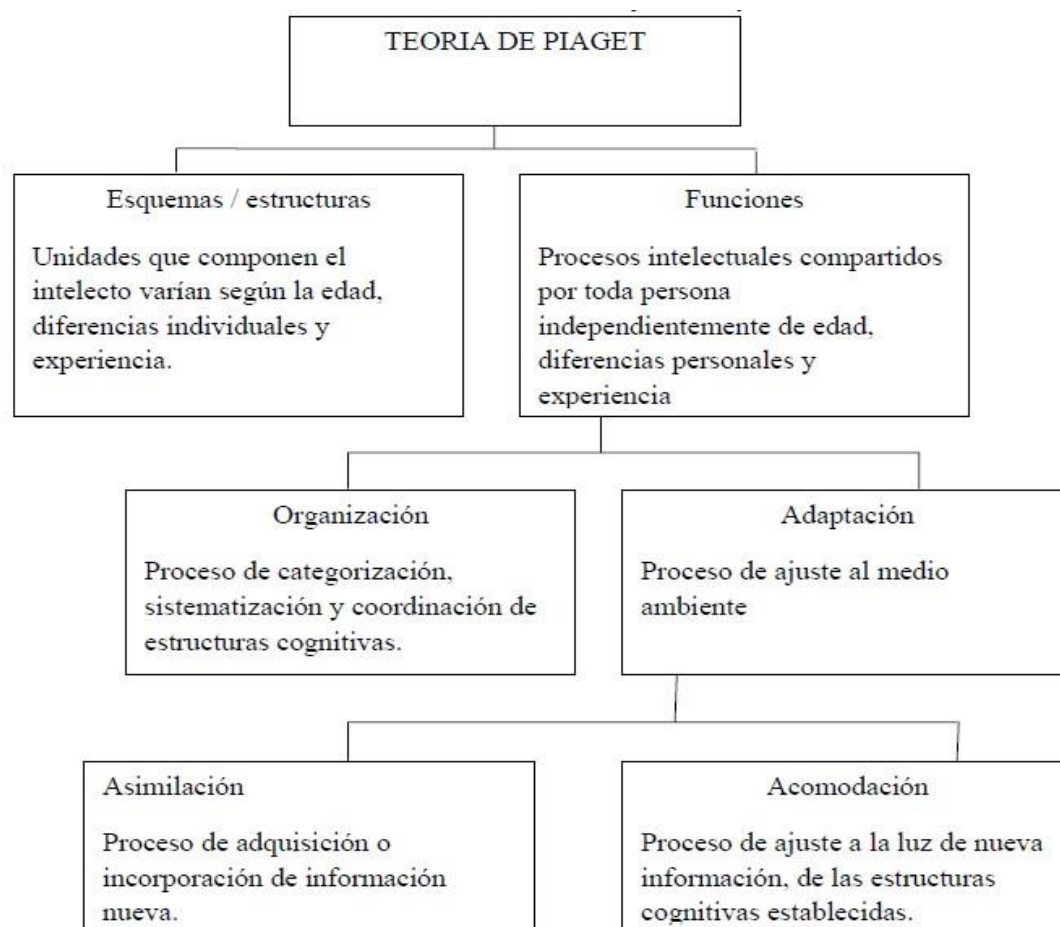 TEORIA DE PIAGET
Esquemas / estructuras
Unidades que componen el
intelecto varían según la edad,
diferencias individuales y
experiencia.
Funciones
Procesos intelectuales compartidos
por toda persona
independientemente de edad,
diferencias personales y
experiencia
Organización
Proceso de categorización,
sistematización y coordinación de
estructuras cognitivas.
Adaptación
Proceso de ajuste al medio
ambiente
Asimilación
Proceso de adquisición o
incorporación de información
nueva.
Acomodación
Proceso de ajuste a la luz de nueva
información, de las estructuras
cognitivas establecidas.